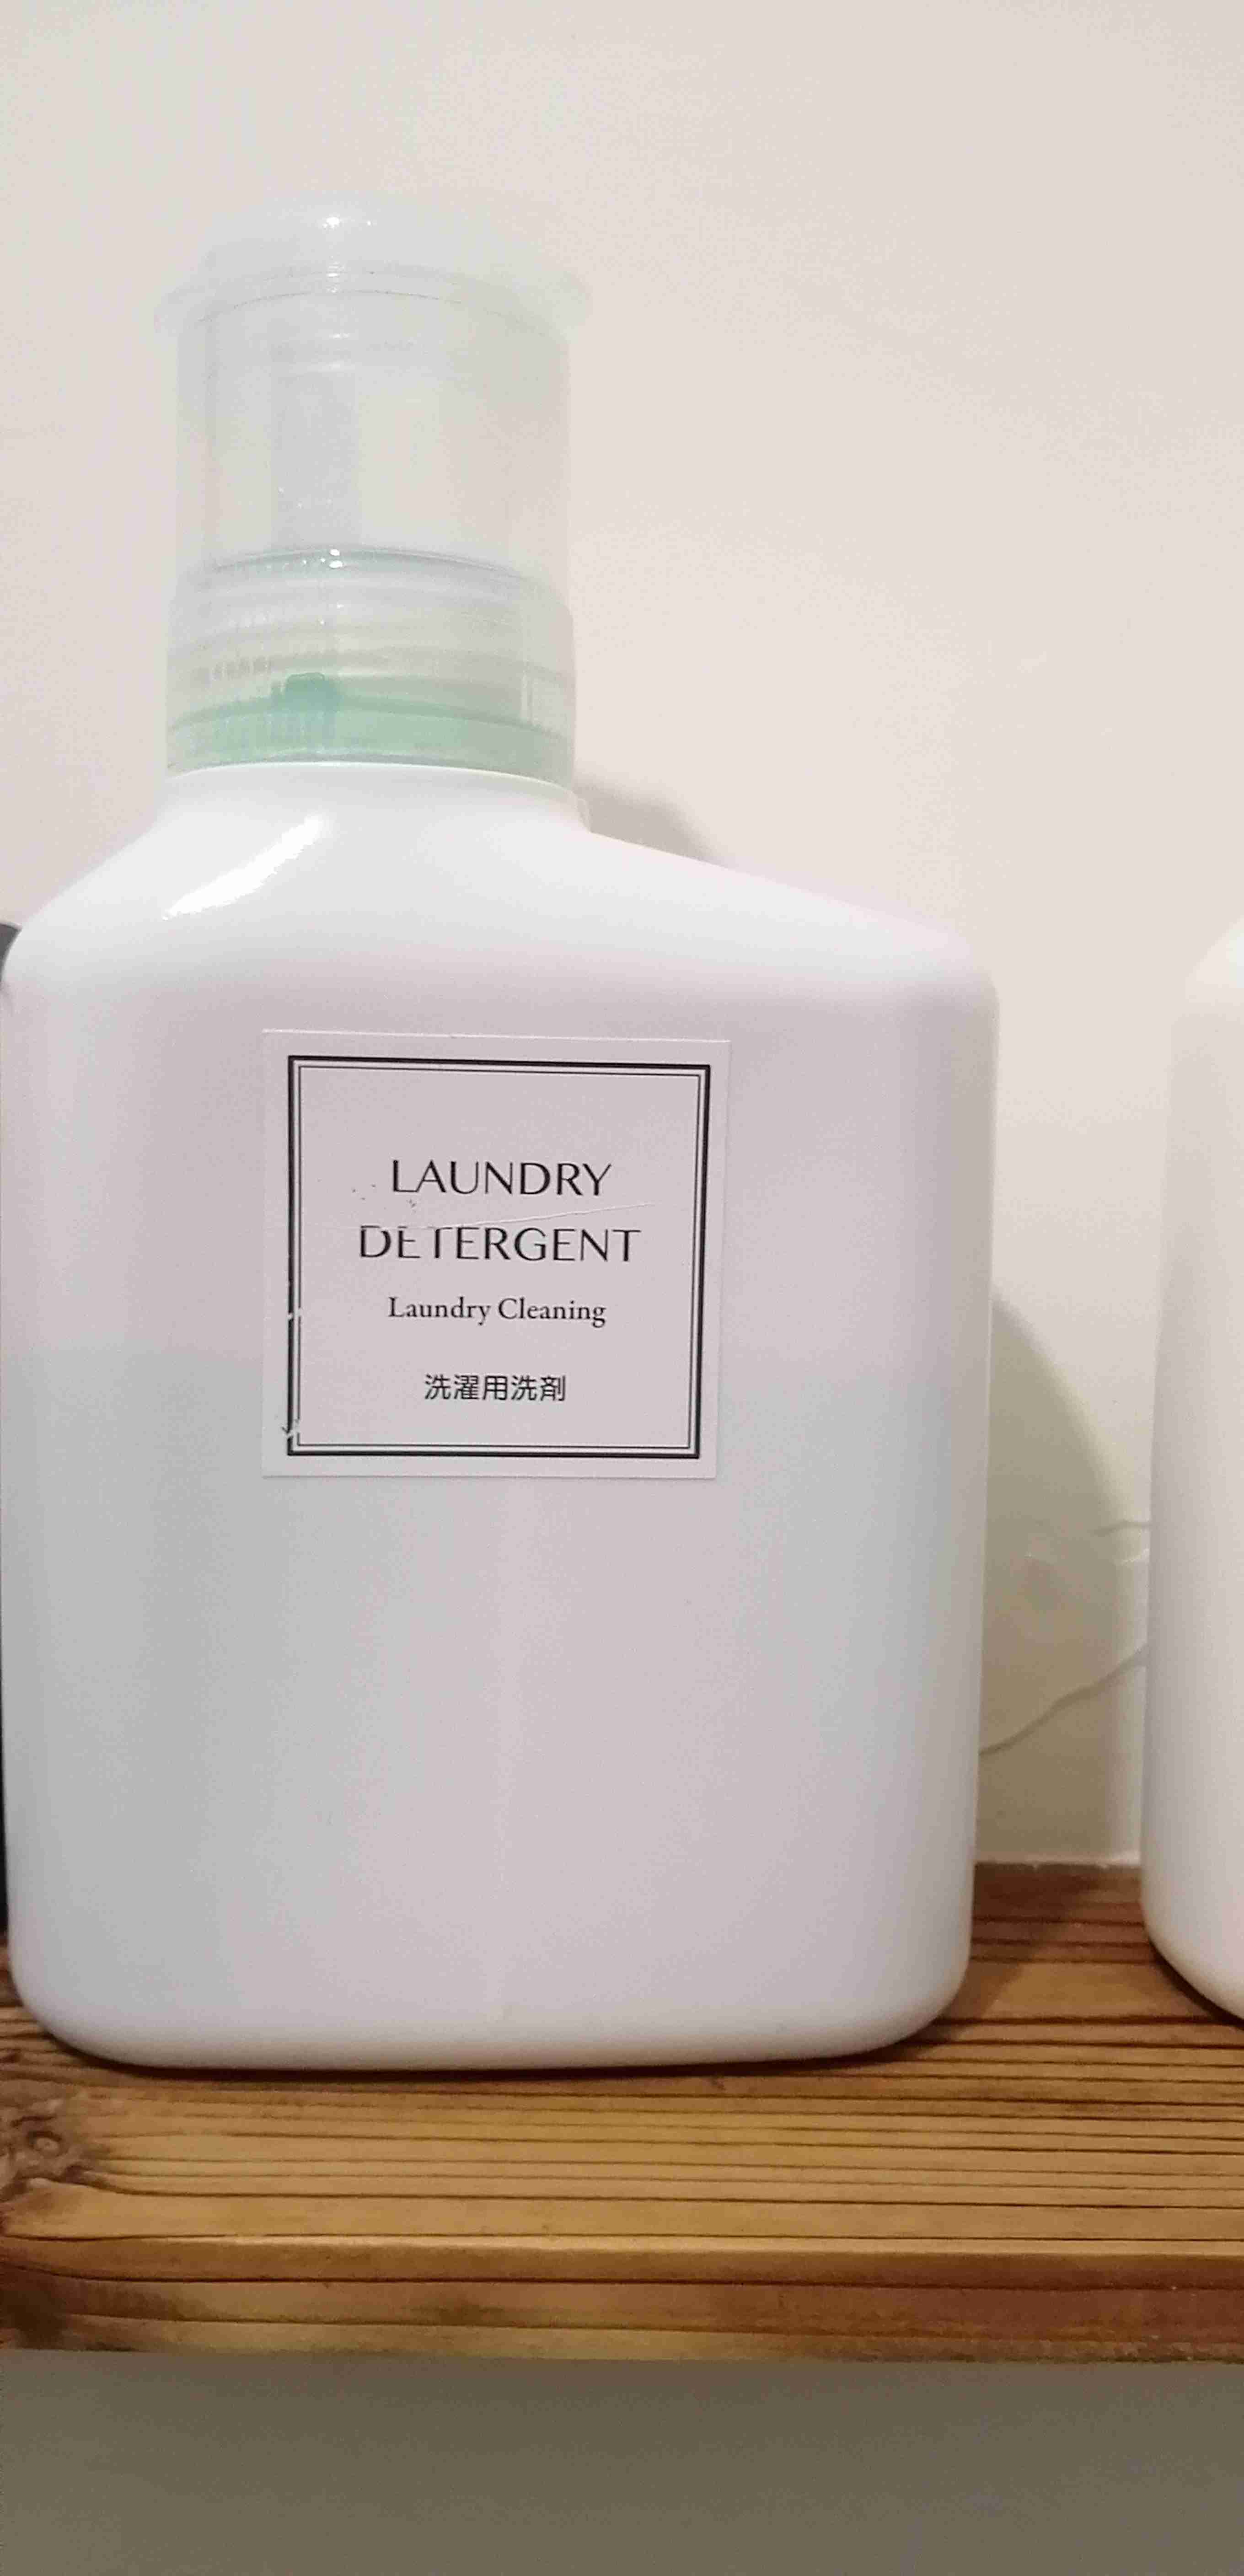 LAUNDRY
DETERGENT
Laundry Cleaning
洗濯用洗剤